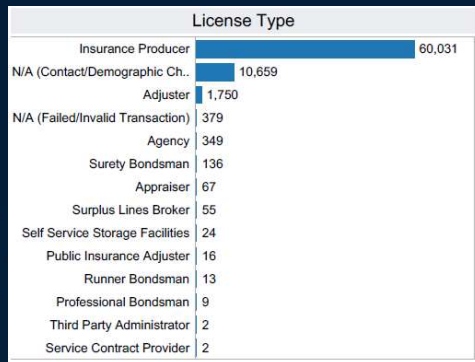 License Type
Insurance Producer 60,031
N/A (Contact/Demographic Ch.. 10,659
Adjuster 1,750
N/A (Failed/Invalid Transaction) 379
Agency 349
Surety Bondsman 136
Appraiser 67
Surplus Lines Broker 55
Self Service Storage Facilities 24
Public Insurance Adjuster 16
Runner Bondsman 13
Professional Bondsman 9
Third Party Administrator 2
Service Contract Provider 2